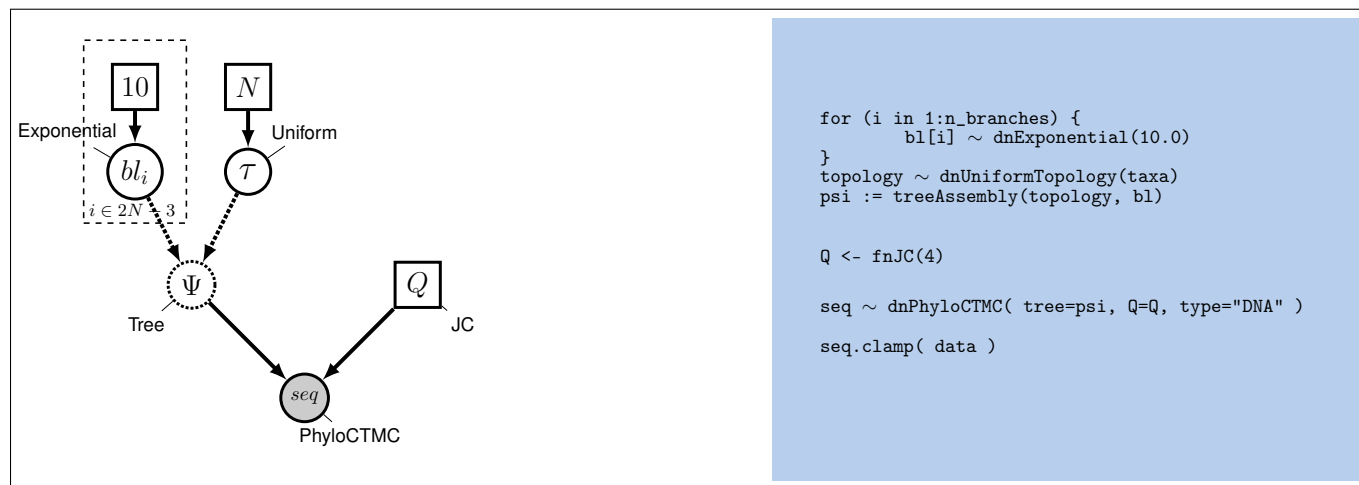 10
N
Exponential
Uniform
bl_i
τ
i ∈ 2N − 3
Ψ
Q
Tree
JC
seq
PhyloCTMC
for (i in 1:n_branches) {
bl[i] ∼ dnExponential(10.0)
}
topology ∼ dnUniformTopology(taxa)
psi := treeAssembly(topology, bl)
Q <- fnJC(4)
seq ∼ dnPhyloCTMC( tree=psi, Q=Q, type="DNA" )
seq.clamp( data )